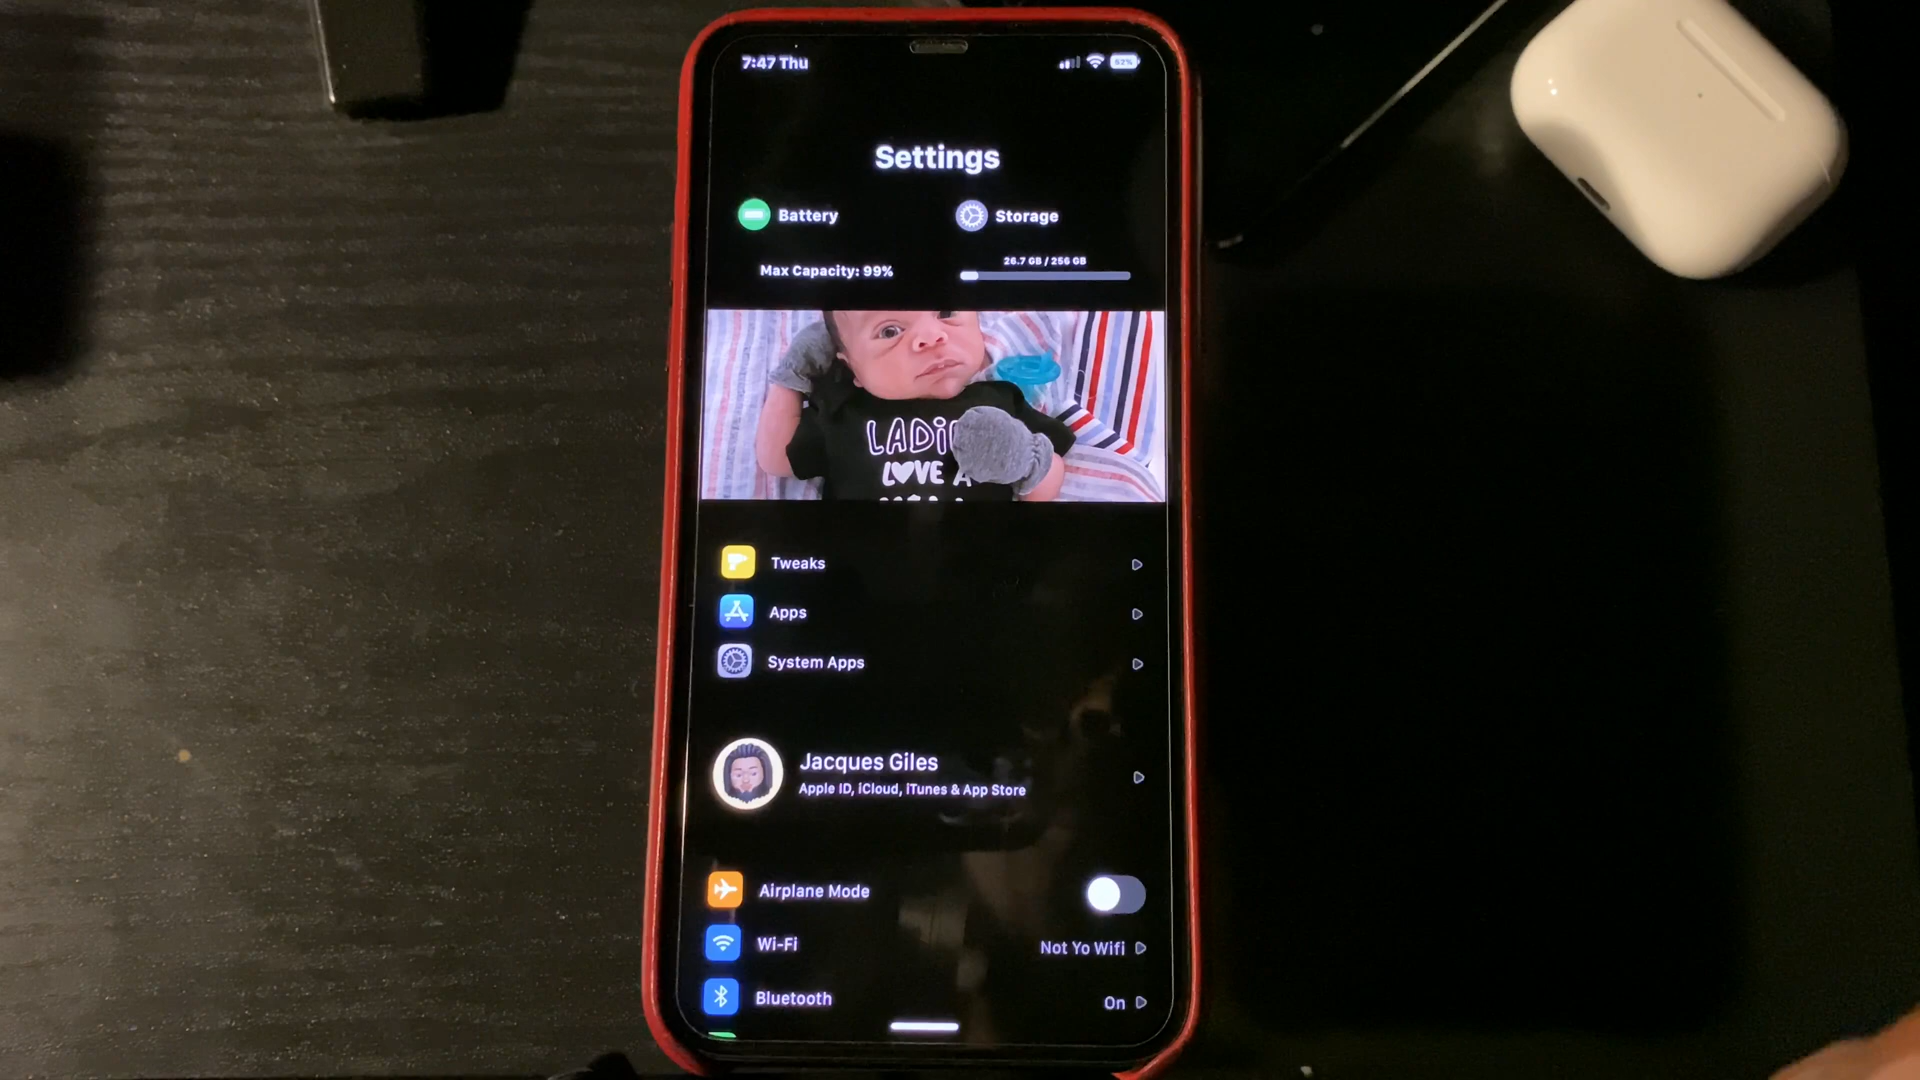 7:47 Thu
52%
Settings
Battery
Storage
Max Capacity: 99%
26.7 GB / 256 GB
LADI
LOVE A
Tweaks
Apps
System Apps
Jacques Giles
Apple ID, iCloud, iTunes & App Store
Airplane Mode
Wi-Fi
Not Yo Wifi
Bluetooth
On